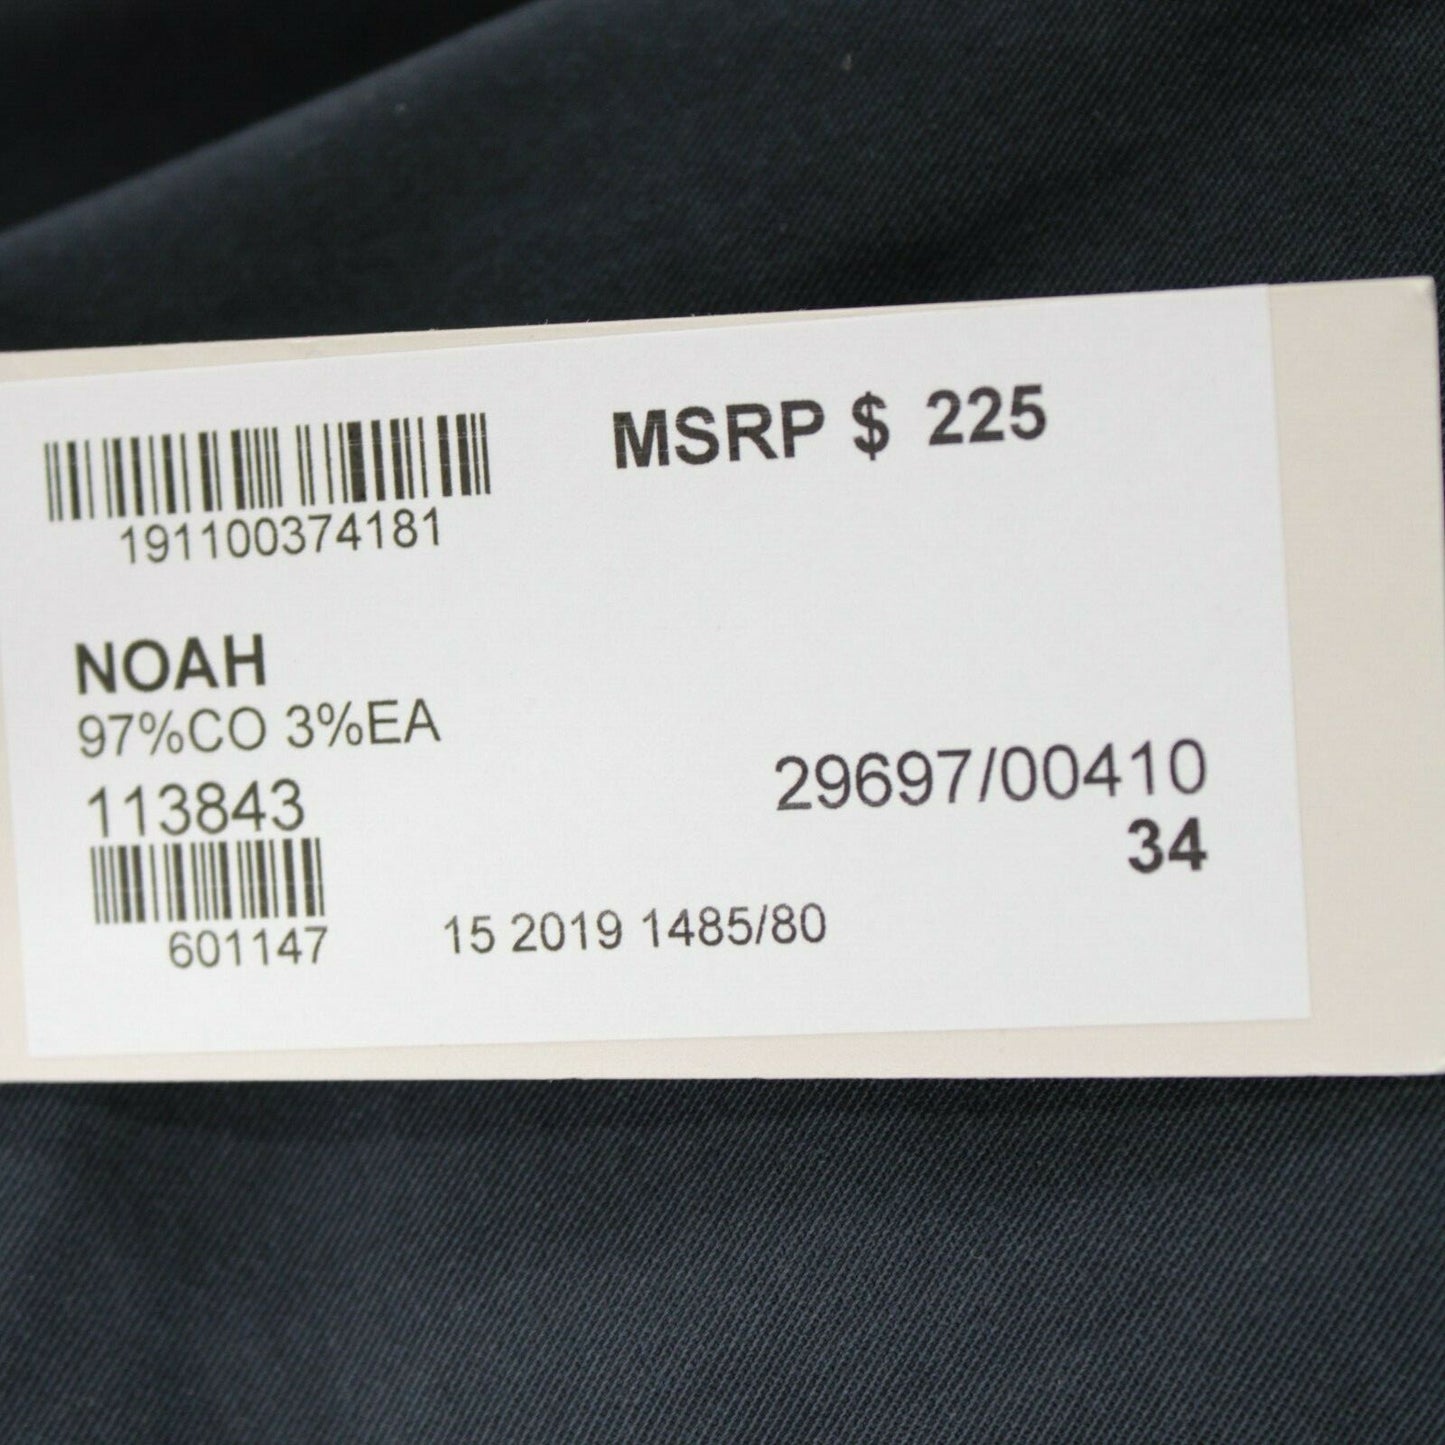 MSRP $ 225
191100374181
NOAH
97%CO 3%EA
113843
29697/00410
34
601147
15 2019 1485/80